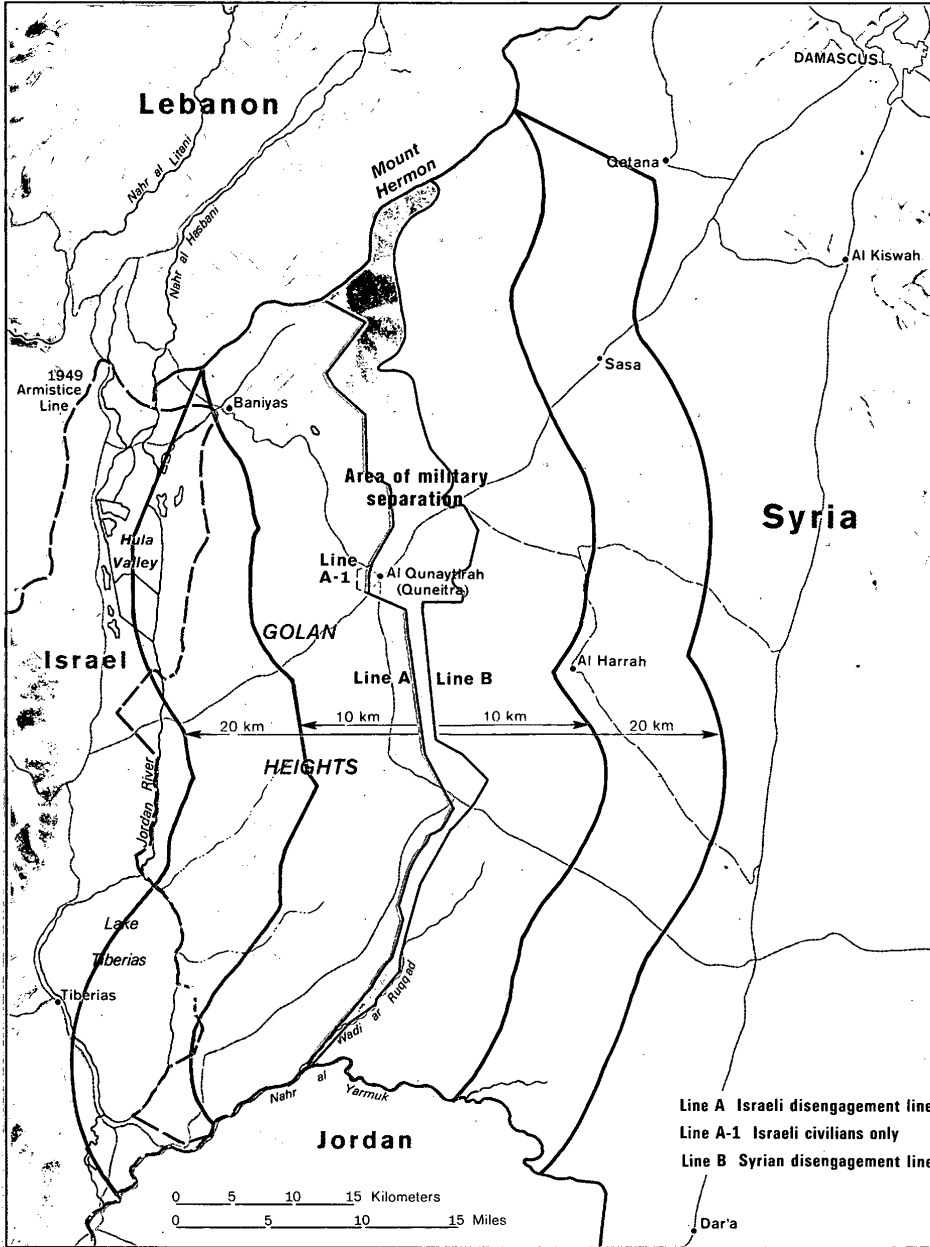 DAMASCUS
Lebanon
Nahr al Litani
Mount
Hermon
Qatana
Nahr al Hasbani
Al Kiswah
Sasa
1949
Armistice
Line
Baniyas
Area of military
separation
Syria
Hula
Valley
Line
A-1
Al Qunaytirah
(Quneitra)
GOLAN
Israel
Al Harrah
Line A
Line B
20 km
10 km
10 km
20 km
HEIGHTS
Jordan River
Lake
Tiberias
Tiberias
Wadi ar Ruqqad
Nahr al Yarmuk
Jordan
Line A Israeli disengagement line
Line A-1 Israeli civilians only
Line B Syrian disengagement line
0 5 10 15 Kilometers
0 5 10 15 Miles
Dar'a